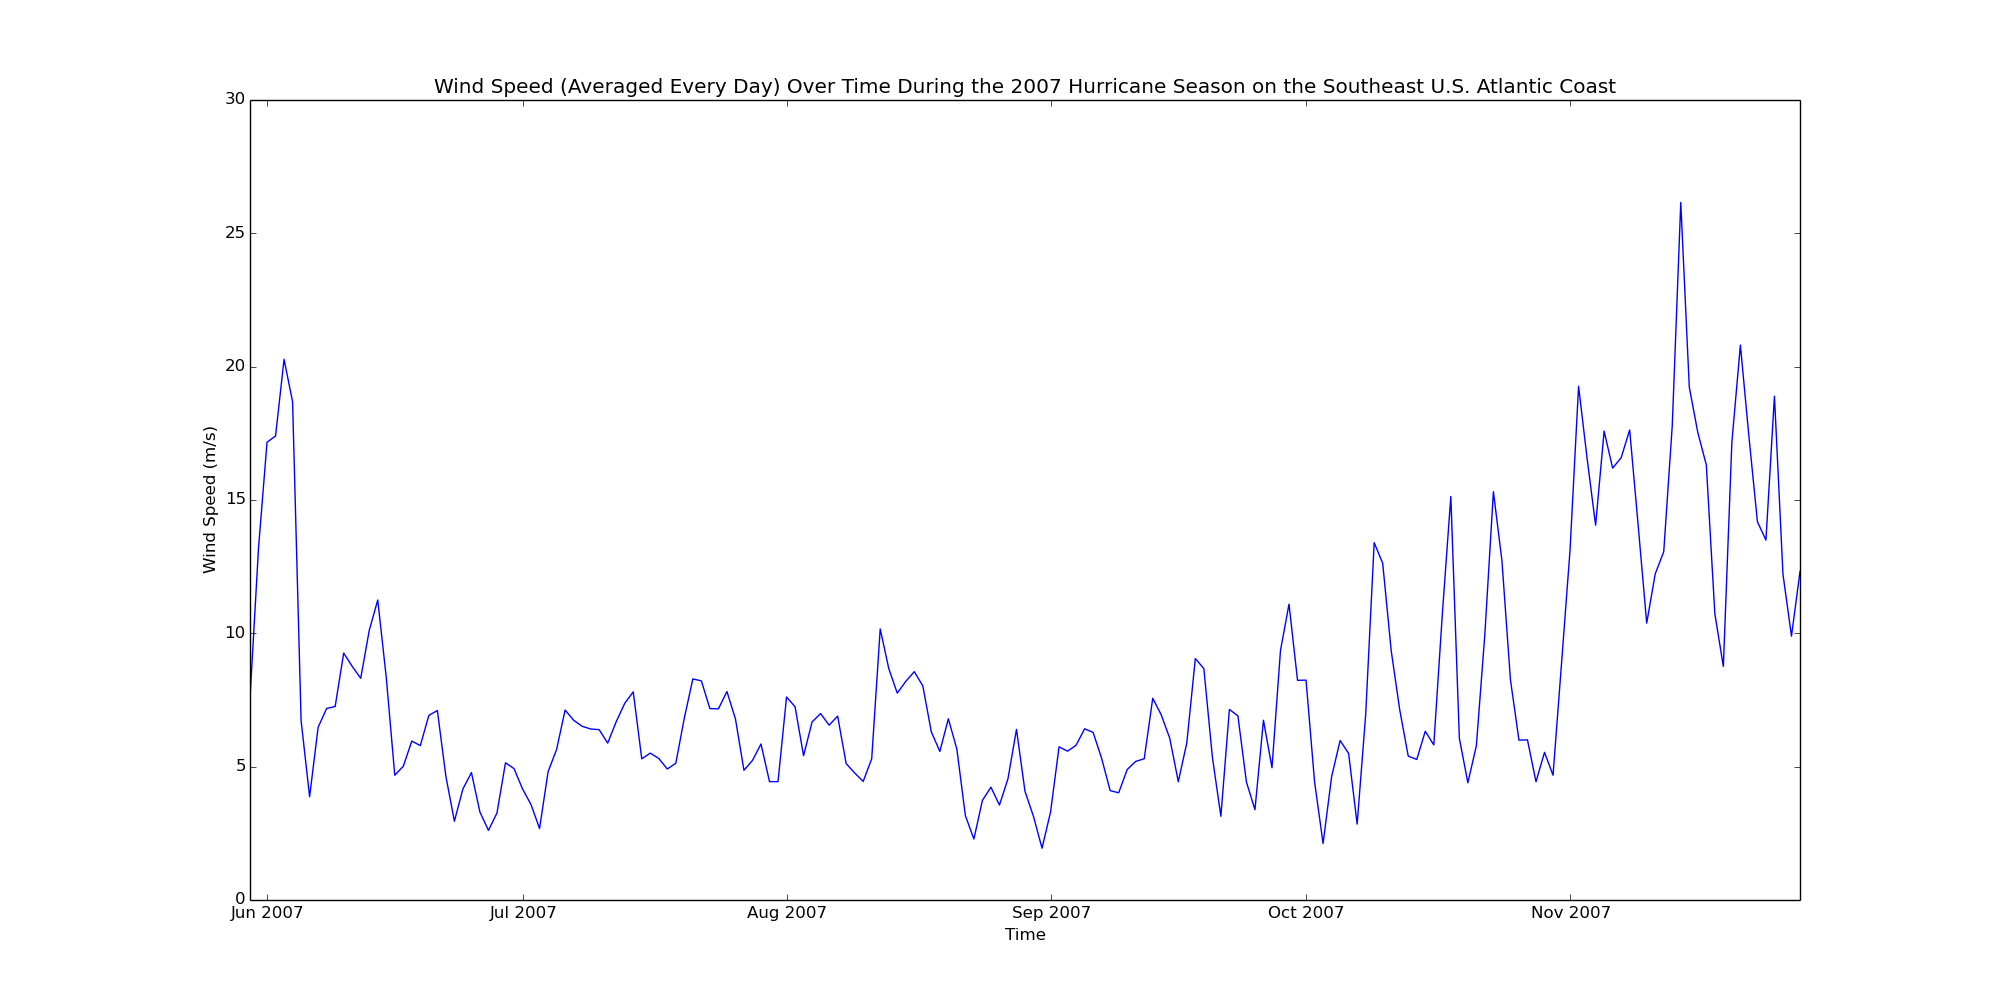 Wind Speed (Averaged Every Day) Over Time During the 2007 Hurricane Season on the Southeast U.S. Atlantic Coast
30
25
20
15
10
5
0
Wind Speed (m/s)
Jun 2007 Jul 2007 Aug 2007 Sep 2007 Oct 2007 Nov 2007
Time